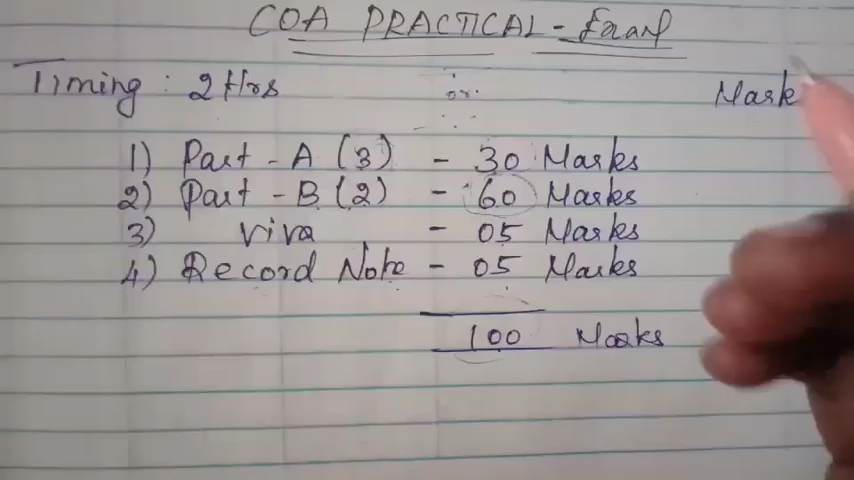 COA PRACTICAL - Exam
Timing : 2 Hrs or Mark
1) Part - A (3) - 30 Marks
2) Part - B (2) - 60 Marks
3) viva - 05 Marks
4) Record Note - 05 Marks
100 Marks